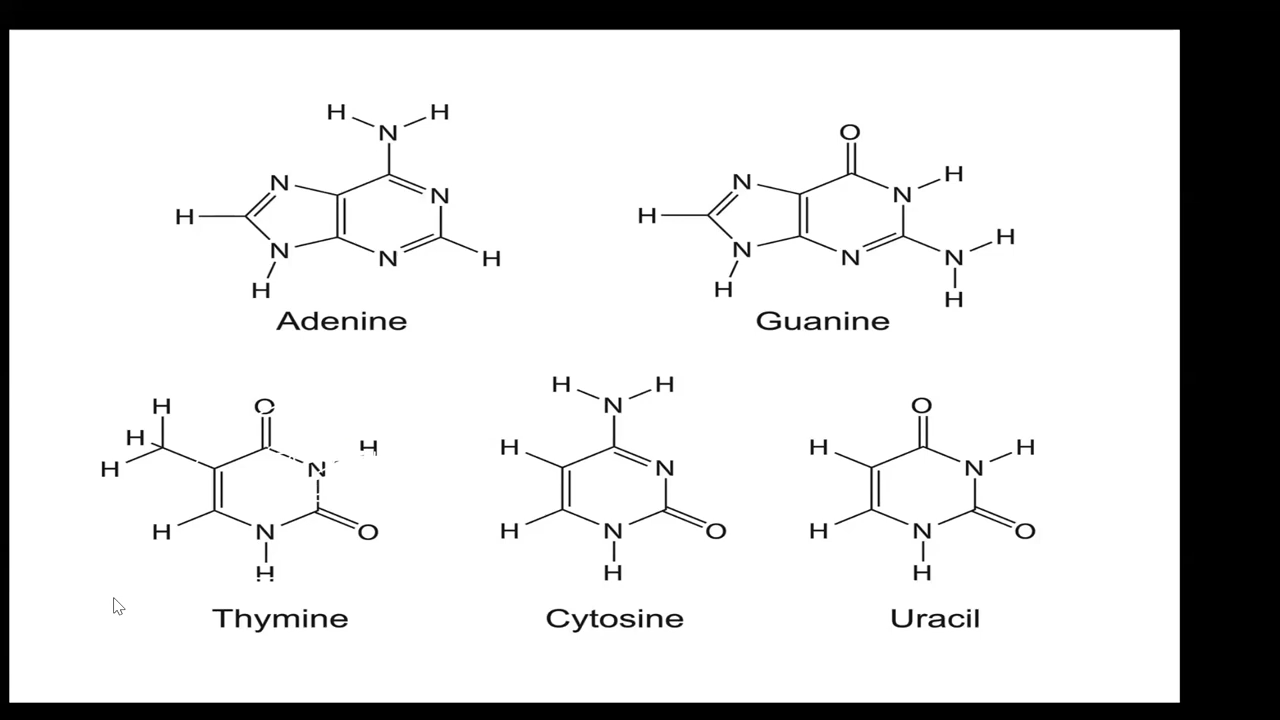 H H
N
O
N N H
N N
H H
N N H
H N N
H H
H
Adenine Guanine
H H
H O N O
H H H H H
H N N N
H N O H N O H N O
H H H
Thymine Cytosine Uracil